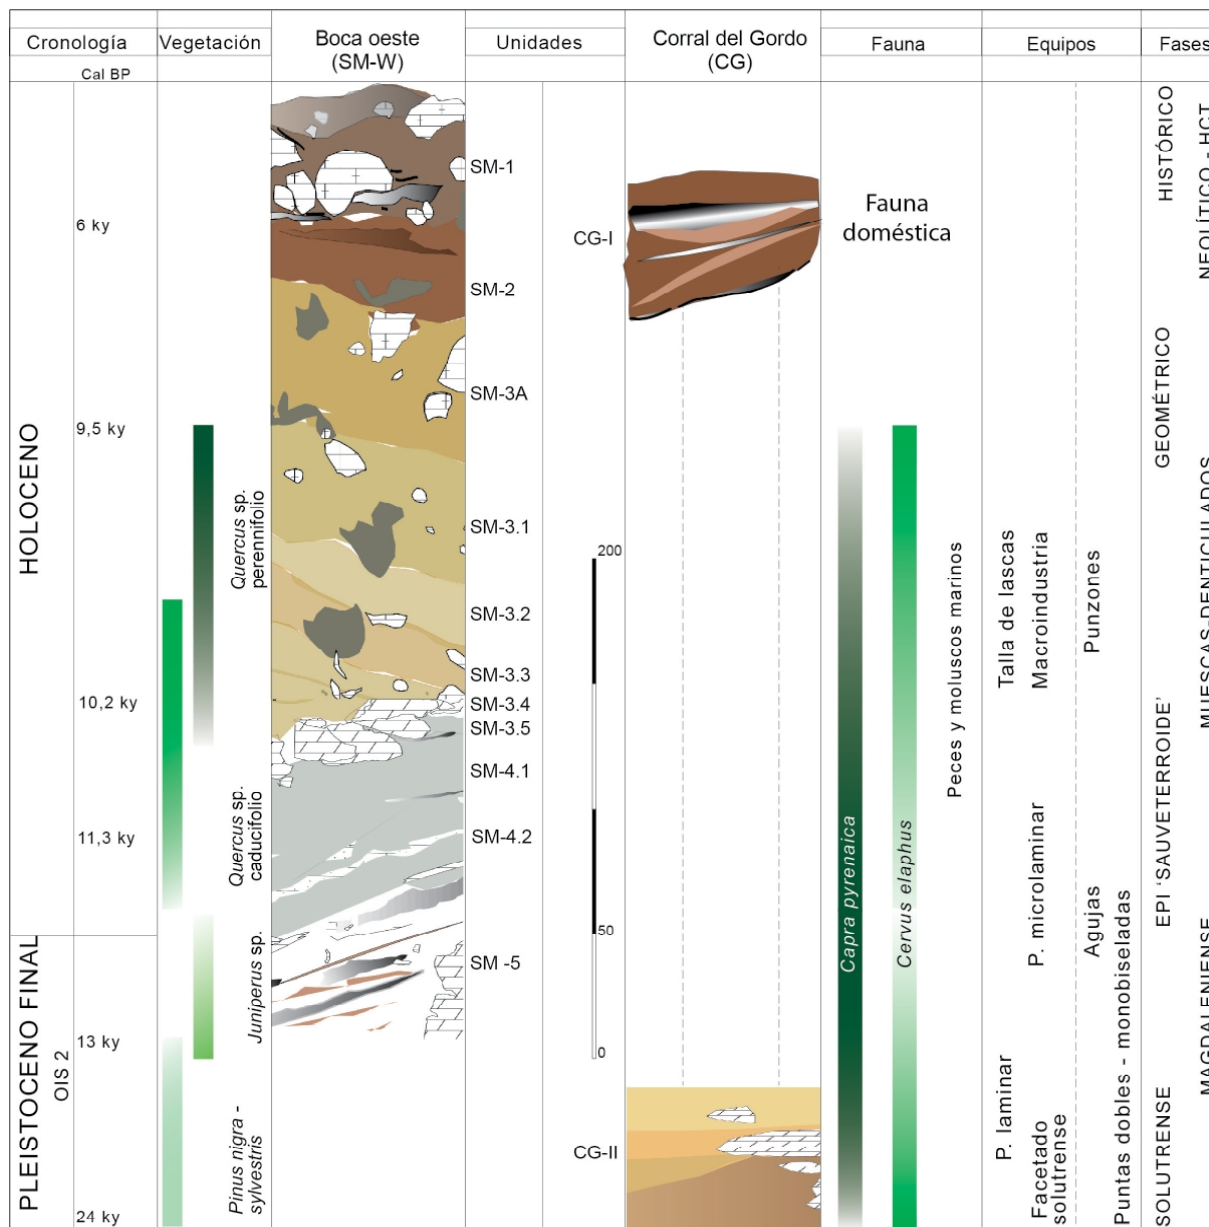 Cronología
Vegetación
Boca oeste
(SM-W)
Unidades
Corral del Gordo
(CG)
Fauna
Equipos
Fases
Cal BP
HOLOCENO
PLEISTOCENO FINAL
OIS 2
6 ky
9,5 ky
10,2 ky
11,3 ky
13 ky
24 ky
Quercus sp.
perennifolio
Quercus sp.
caducifolio
Juniperus sp.
Pinus nigra -
sylvestris
SM-1
SM-2
SM-3A
SM-3.1
SM-3.2
SM-3.3
SM-3.4
SM-3.5
SM-4.1
SM-4.2
SM -5
CG-I
200
50
0
CG-II
Fauna
doméstica
Capra pyrenaica
Cervus elaphus
Peces y moluscos marinos
Talla de lascas
Macroindustria
Punzones
P. microlaminar
Agujas
P. laminar
Facetado
solutrense
Puntas dobles - monobiseladas
HISTÓRICO
NEOLÍTICO - HCT
GEOMÉTRICO
MUESCAS-DENTICULADOS
EPI ‘SAUVETERROIDE’
MAGDALENIENSE
SOLUTRENSE